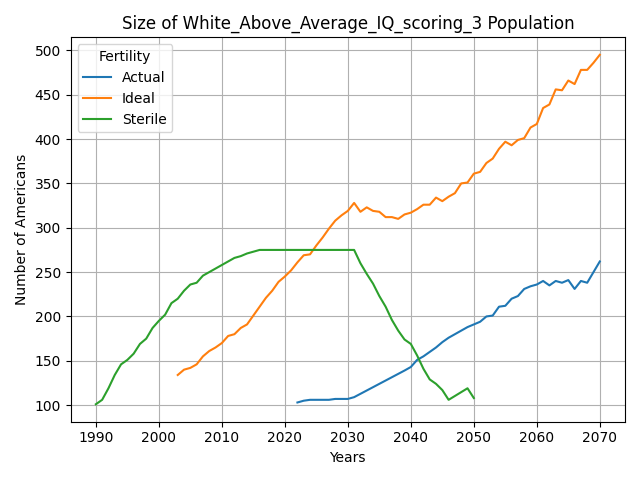 Size of White_Above_Average_IQ_scoring_3 Population
Fertility
Actual
Ideal
Sterile
Number of Americans
500
450
400
350
300
250
200
150
100
1990 2000 2010 2020 2030 2040 2050 2060 2070
Years